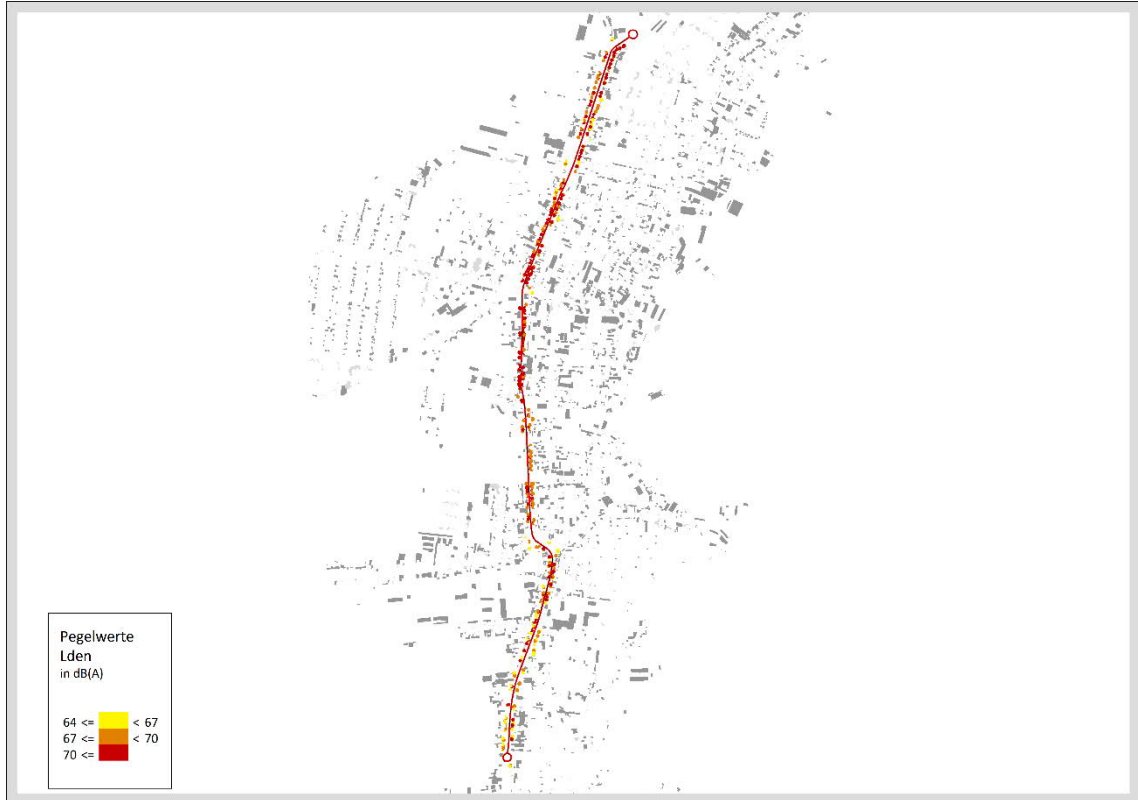 Pegelwerte
Lden
in dB(A)
64 <= < 67
67 <= < 70
70 <=